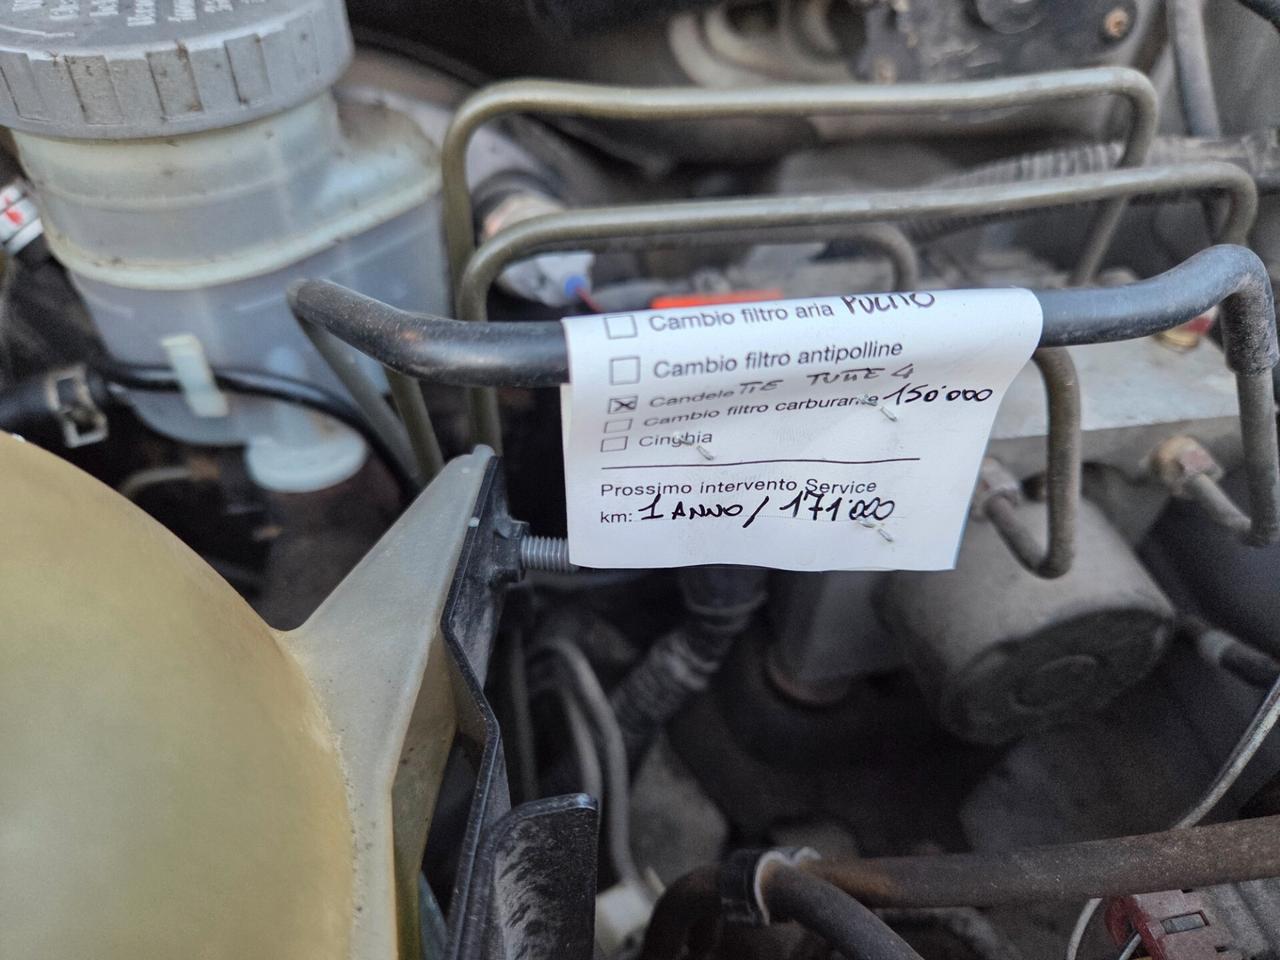 Cambio filtro aria PULITO
Cambio filtro antipolline
Candele TUTTE 4
Cambio filtro carburante 150'000
Cinghia
Prossimo intervento Service
km: 1 ANNO / 171'000